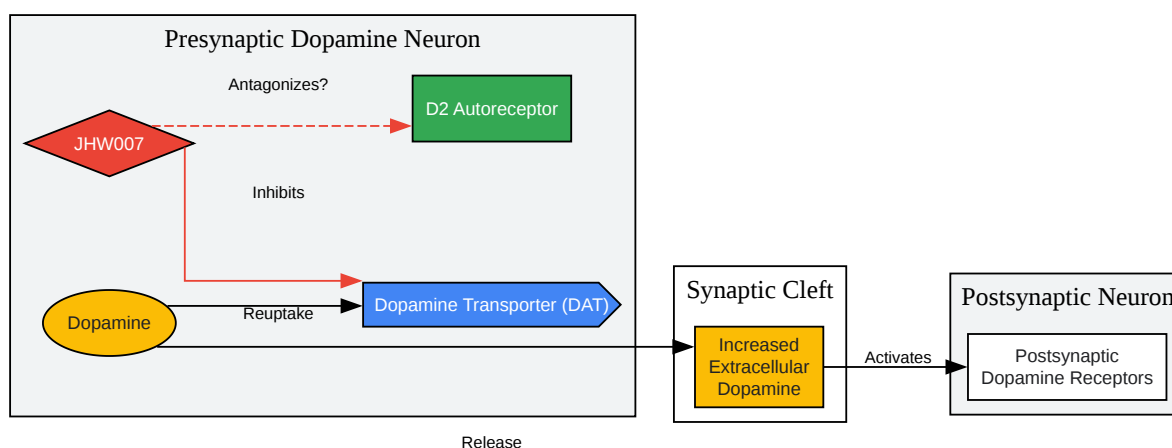 Presynaptic Dopamine Neuron
Antagonizes?
D2 Autoreceptor
JHW007
Inhibits
Dopamine
Reuptake
Dopamine Transporter (DAT)
Synaptic Cleft
Increased
Extracellular
Dopamine
Activates
Postsynaptic Neuron
Postsynaptic
Dopamine Receptors
Release